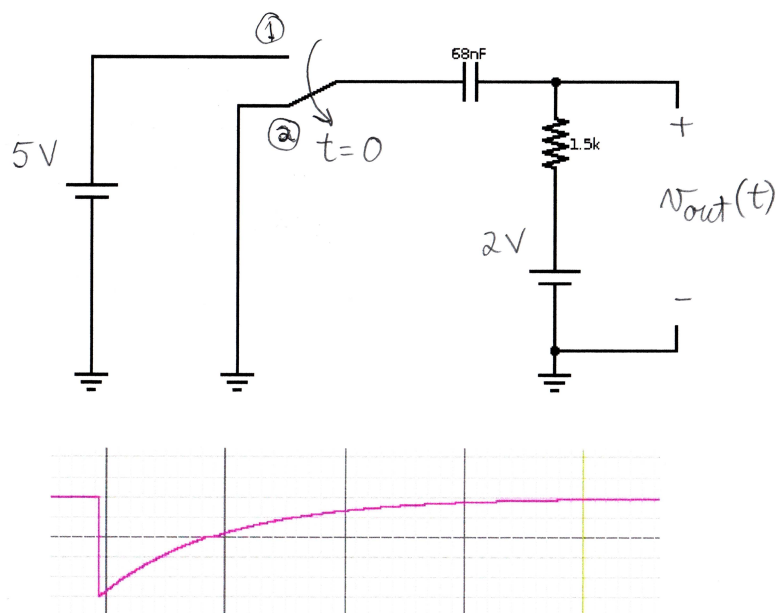 ①
68nF
②
t=0
5V
1.5k
+
v_out(t)
2V
-